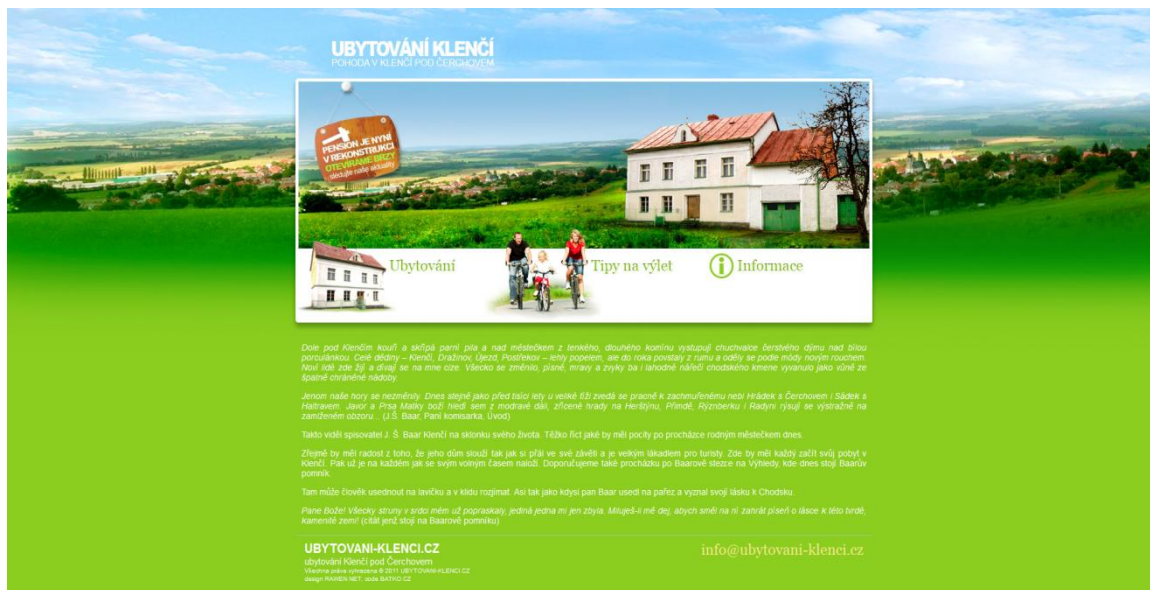 UBYTOVÁNÍ KLENČÍ
POHODA V KLENČÍ POD ČERCHOVEM
PENSION JE NYNÍ
V REKONSTRUKCI
OTEVÍRÁME BRZY
sledujte naše aktuality
Ubytování
Tipy na výlet
Informace
Dole pod Klenčím kouří a skřípá parní pila a nad městečkem z tenkého, dlouhého komínu vystupují chuchvalce čerstvého dýmu nad bílou
porculánkou. Celé dědiny – Klenčí, Dražinov, Újezd, Postřekov – lehly popelem, ale do roka povstaly z rumu a oděly se podle módy novým rouchem.
Noví lidé zde žijí a dívají se na mne cize. Všecko se změnilo, písně, mravy a zvyky ba i lahodné nářečí chodského kmene vyvanulo jako vůně ze
špatně chráněné nádoby.
Jenom naše hory se nezměnily. Dnes stejně jako před tisíci lety u veliké tíži zvedá se pracně k zachmuřenému nebi Hrádek s Čerchovem i Sádek s
Haltravem. Javor a Prsa Matky boží hledí sem z modravé dáli, zřícené hrady na Herštýnu, Přimdě, Rýznberku i Radyni rýsují se výstražně na
zamíženém obzoru... (J.Š. Baar, Paní komisarka, Úvod)
Takto viděl spisovatel J. Š. Baar Klenčí na sklonku svého života. Těžko říct jaké by měl pocity po procházce rodným městečkem dnes.
Zřejmě by měl radost z toho, že jeho dům slouží tak jak si přál ve své závěti a je velkým lákadlem pro turisty. Zde by měl každý začít svůj pobyt v
Klenčí. Pak už je na každém jak se svým volným časem naloží. Doporučujeme také procházku po Baarově stezce na Výhledy, kde dnes stojí Baarův
pomník.
Tam může člověk usednout na lavičku a v klidu rozjímat. Asi tak jako kdysi pan Baar usedl na pařez a vyznal svojí lásku k Chodsku.
Pane Bože! Všecky struny v srdci mém už popraskaly, jediná jedna mi jen zbyla. Miluješ-li mě dej, abych směl na ní zahrát píseň o lásce k této tvrdé,
kamenité zemi! (citát jenž stojí na Baarově pomníku)
UBYTOVANI-KLENCI.CZ
info@ubytovani-klenci.cz
ubytování Klenčí pod Čerchovem
Všechna práva vyhrazena © 2011 UBYTOVANI-KLENCI.CZ
design RAWEN.NET, code BATKO.CZ